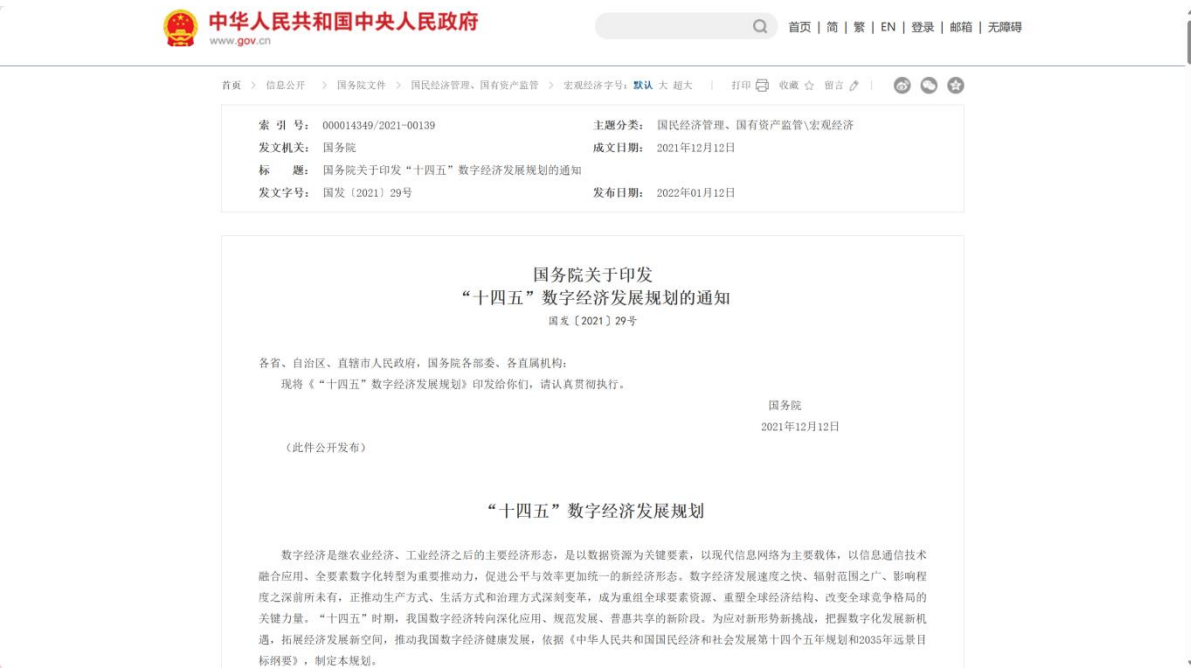 中华人民共和国中央人民政府
www.gov.cn
首页 | 简 | 繁 | EN | 登录 | 邮箱 | 无障碍
首页 > 信息公开 > 国务院文件 > 国民经济管理、国有资产监管 > 宏观经济字号：默认 大 超大 | 打印 收藏 留言 |
索 引 号： 000014349/2021-00139 主题分类： 国民经济管理、国有资产监管\宏观经济
发文机关： 国务院 成文日期： 2021年12月12日
标　　题： 国务院关于印发“十四五”数字经济发展规划的通知
发文字号： 国发〔2021〕29号 发布日期： 2022年01月12日
国务院关于印发
“十四五”数字经济发展规划的通知
国发〔2021〕29号
各省、自治区、直辖市人民政府，国务院各部委、各直属机构：
现将《“十四五”数字经济发展规划》印发给你们，请认真贯彻执行。
国务院
2021年12月12日
（此件公开发布）
“十四五”数字经济发展规划
数字经济是继农业经济、工业经济之后的主要经济形态，是以数据资源为关键要素，以现代信息网络为主要载体，以信息通信技术
融合应用、全要素数字化转型为重要推动力，促进公平与效率更加统一的新经济形态。数字经济发展速度之快、辐射范围之广、影响程
度之深前所未有，正推动生产方式、生活方式和治理方式深刻变革，成为重组全球要素资源、重塑全球经济结构、改变全球竞争格局的
关键力量。“十四五”时期，我国数字经济转向深化应用、规范发展、普惠共享的新阶段。为应对新形势新挑战，把握数字化发展新机
遇，拓展经济发展新空间，推动我国数字经济健康发展，依据《中华人民共和国国民经济和社会发展第十四个五年规划和2035年远景目
标纲要》，制定本规划。